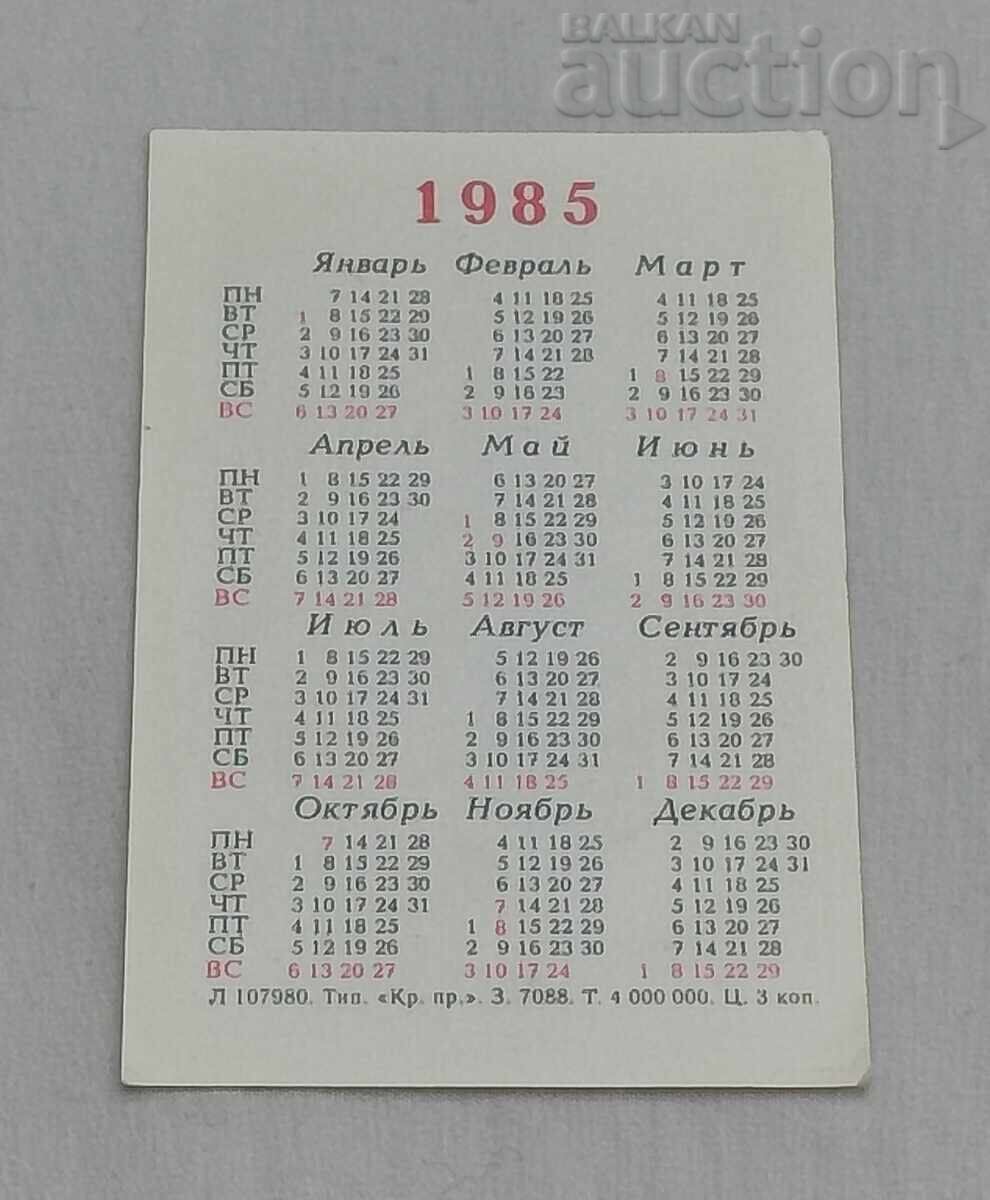 BALKAN
auction
1985
Январь Февраль Март
ПН 7 14 21 28 4 11 18 25 4 11 18 25
ВТ 1 8 15 22 29 5 12 19 26 5 12 19 26
СР 2 9 16 23 30 6 13 20 27 6 13 20 27
ЧТ 3 10 17 24 31 7 14 21 28 7 14 21 28
ПТ 4 11 18 25 1 8 15 22 1 8 15 22 29
СБ 5 12 19 26 2 9 16 23 2 9 16 23 30
ВС 6 13 20 27 3 10 17 24 3 10 17 24 31
Апрель Май Июнь
ПН 1 8 15 22 29 6 13 20 27 3 10 17 24
ВТ 2 9 16 23 30 7 14 21 28 4 11 18 25
СР 3 10 17 24 1 8 15 22 29 5 12 19 26
ЧТ 4 11 18 25 2 9 16 23 30 6 13 20 27
ПТ 5 12 19 26 3 10 17 24 31 7 14 21 28
СБ 6 13 20 27 4 11 18 25 1 8 15 22 29
ВС 7 14 21 28 5 12 19 26 2 9 16 23 30
Июль Август Сентябрь
ПН 1 8 15 22 29 5 12 19 26 2 9 16 23 30
ВТ 2 9 16 23 30 6 13 20 27 3 10 17 24
СР 3 10 17 24 31 7 14 21 28 4 11 18 25
ЧТ 4 11 18 25 1 8 15 22 29 5 12 19 26
ПТ 5 12 19 26 2 9 16 23 30 6 13 20 27
СБ 6 13 20 27 3 10 17 24 31 7 14 21 28
ВС 7 14 21 28 4 11 18 25 1 8 15 22 29
Октябрь Ноябрь Декабрь
ПН 7 14 21 28 4 11 18 25 2 9 16 23 30
ВТ 1 8 15 22 29 5 12 19 26 3 10 17 24 31
СР 2 9 16 23 30 6 13 20 27 4 11 18 25
ЧТ 3 10 17 24 31 7 14 21 28 5 12 19 26
ПТ 4 11 18 25 1 8 15 22 29 6 13 20 27
СБ 5 12 19 26 2 9 16 23 30 7 14 21 28
ВС 6 13 20 27 3 10 17 24 1 8 15 22 29
Л 107980. Тип. «Кр. пр.». З. 7088. Т. 4 000 000. Ц. 3 коп.